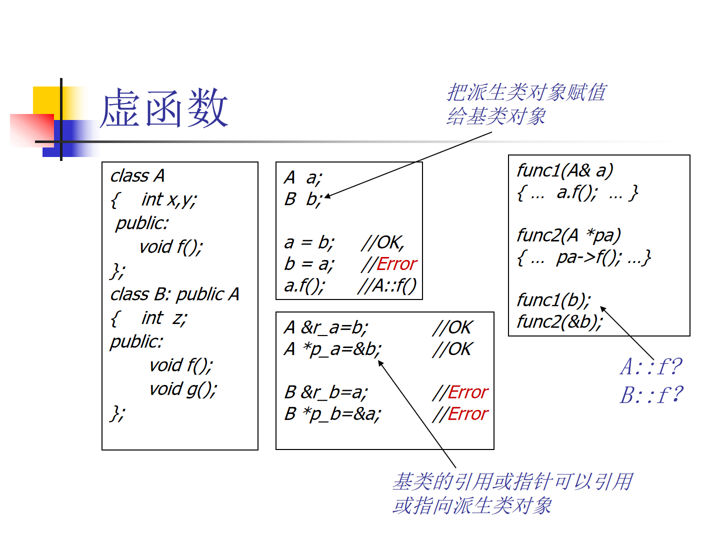 虚函数
把派生类对象赋值
给基类对象
class A
{ int x,y;
public:
void f();
};
class B: public A
{ int z;
public:
void f();
void g();
};
A a;
B b;
a = b; //OK,
b = a; //Error
a.f(); //A::f()
A &r_a=b; //OK
A *p_a=&b; //OK
B &r_b=a; //Error
B *p_b=&a; //Error
func1(A& a)
{ … a.f(); … }
func2(A *pa)
{ … pa->f(); …}
func1(b);
func2(&b);
A::f?
B::f?
基类的引用或指针可以引用
或指向派生类对象